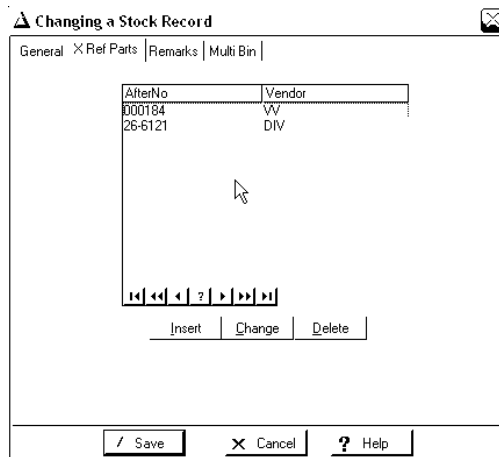 Changing a Stock Record
General X Ref Parts Remarks Multi Bin
AfterNo Vendor
000184 VV
26-6121 DIV
?
Insert Change Delete
Save Cancel ? Help